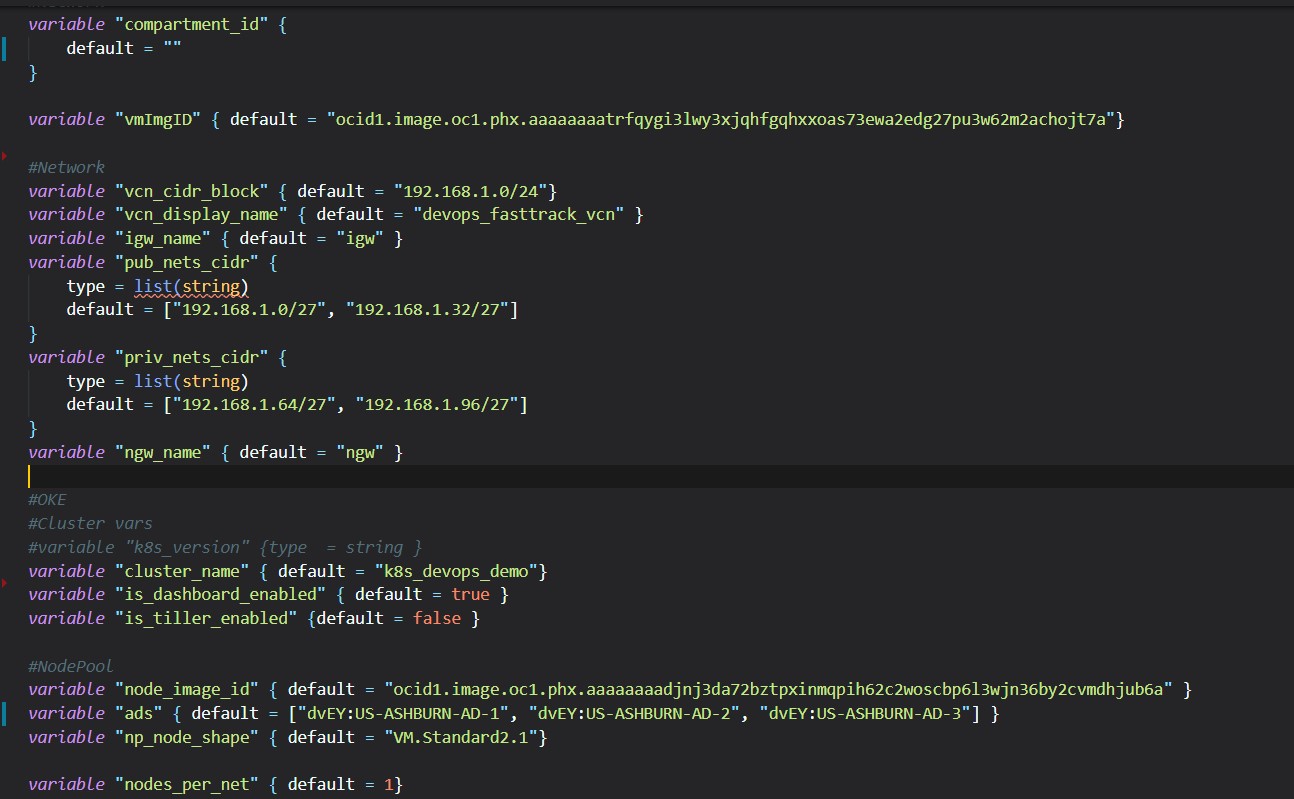 variable "compartment_id" {
    default = ""
}
variable "vmImgID" { default = "ocid1.image.oc1.phx.aaaaaaaatrfqygi3lwy3xjqhfgqhxxoas73ewa2edg27pu3w62m2achojt7a"}
#Network
variable "vcn_cidr_block" { default = "192.168.1.0/24"}
variable "vcn_display_name" { default = "devops_fasttrack_vcn" }
variable "igw_name" { default = "igw" }
variable "pub_nets_cidr" {
    type = list(string)
    default = ["192.168.1.0/27", "192.168.1.32/27"]
}
variable "priv_nets_cidr" {
    type = list(string)
    default = ["192.168.1.64/27", "192.168.1.96/27"]
}
variable "ngw_name" { default = "ngw" }
#OKE
#Cluster vars
#variable "k8s_version" {type  = string }
variable "cluster_name" { default = "k8s_devops_demo"}
variable "is_dashboard_enabled" { default = true }
variable "is_tiller_enabled" {default = false }
#NodePool
variable "node_image_id" { default = "ocid1.image.oc1.phx.aaaaaaaadjnj3da72bztpxinmqpih62c2woscbp6l3wjn36by2cvmdhjub6a" }
variable "ads" { default = ["dvEY:US-ASHBURN-AD-1", "dvEY:US-ASHBURN-AD-2", "dvEY:US-ASHBURN-AD-3"] }
variable "np_node_shape" { default = "VM.Standard2.1"}
variable "nodes_per_net" { default = 1}